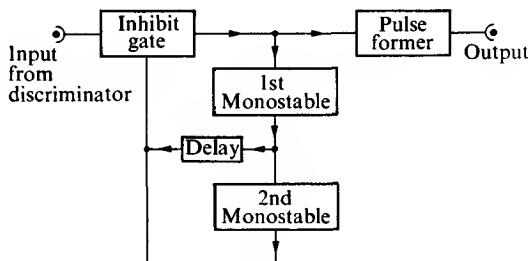 Inhibit
gate
Pulse
former
Input
from
discriminator
Output
1st
Monostable
Delay
2nd
Monostable